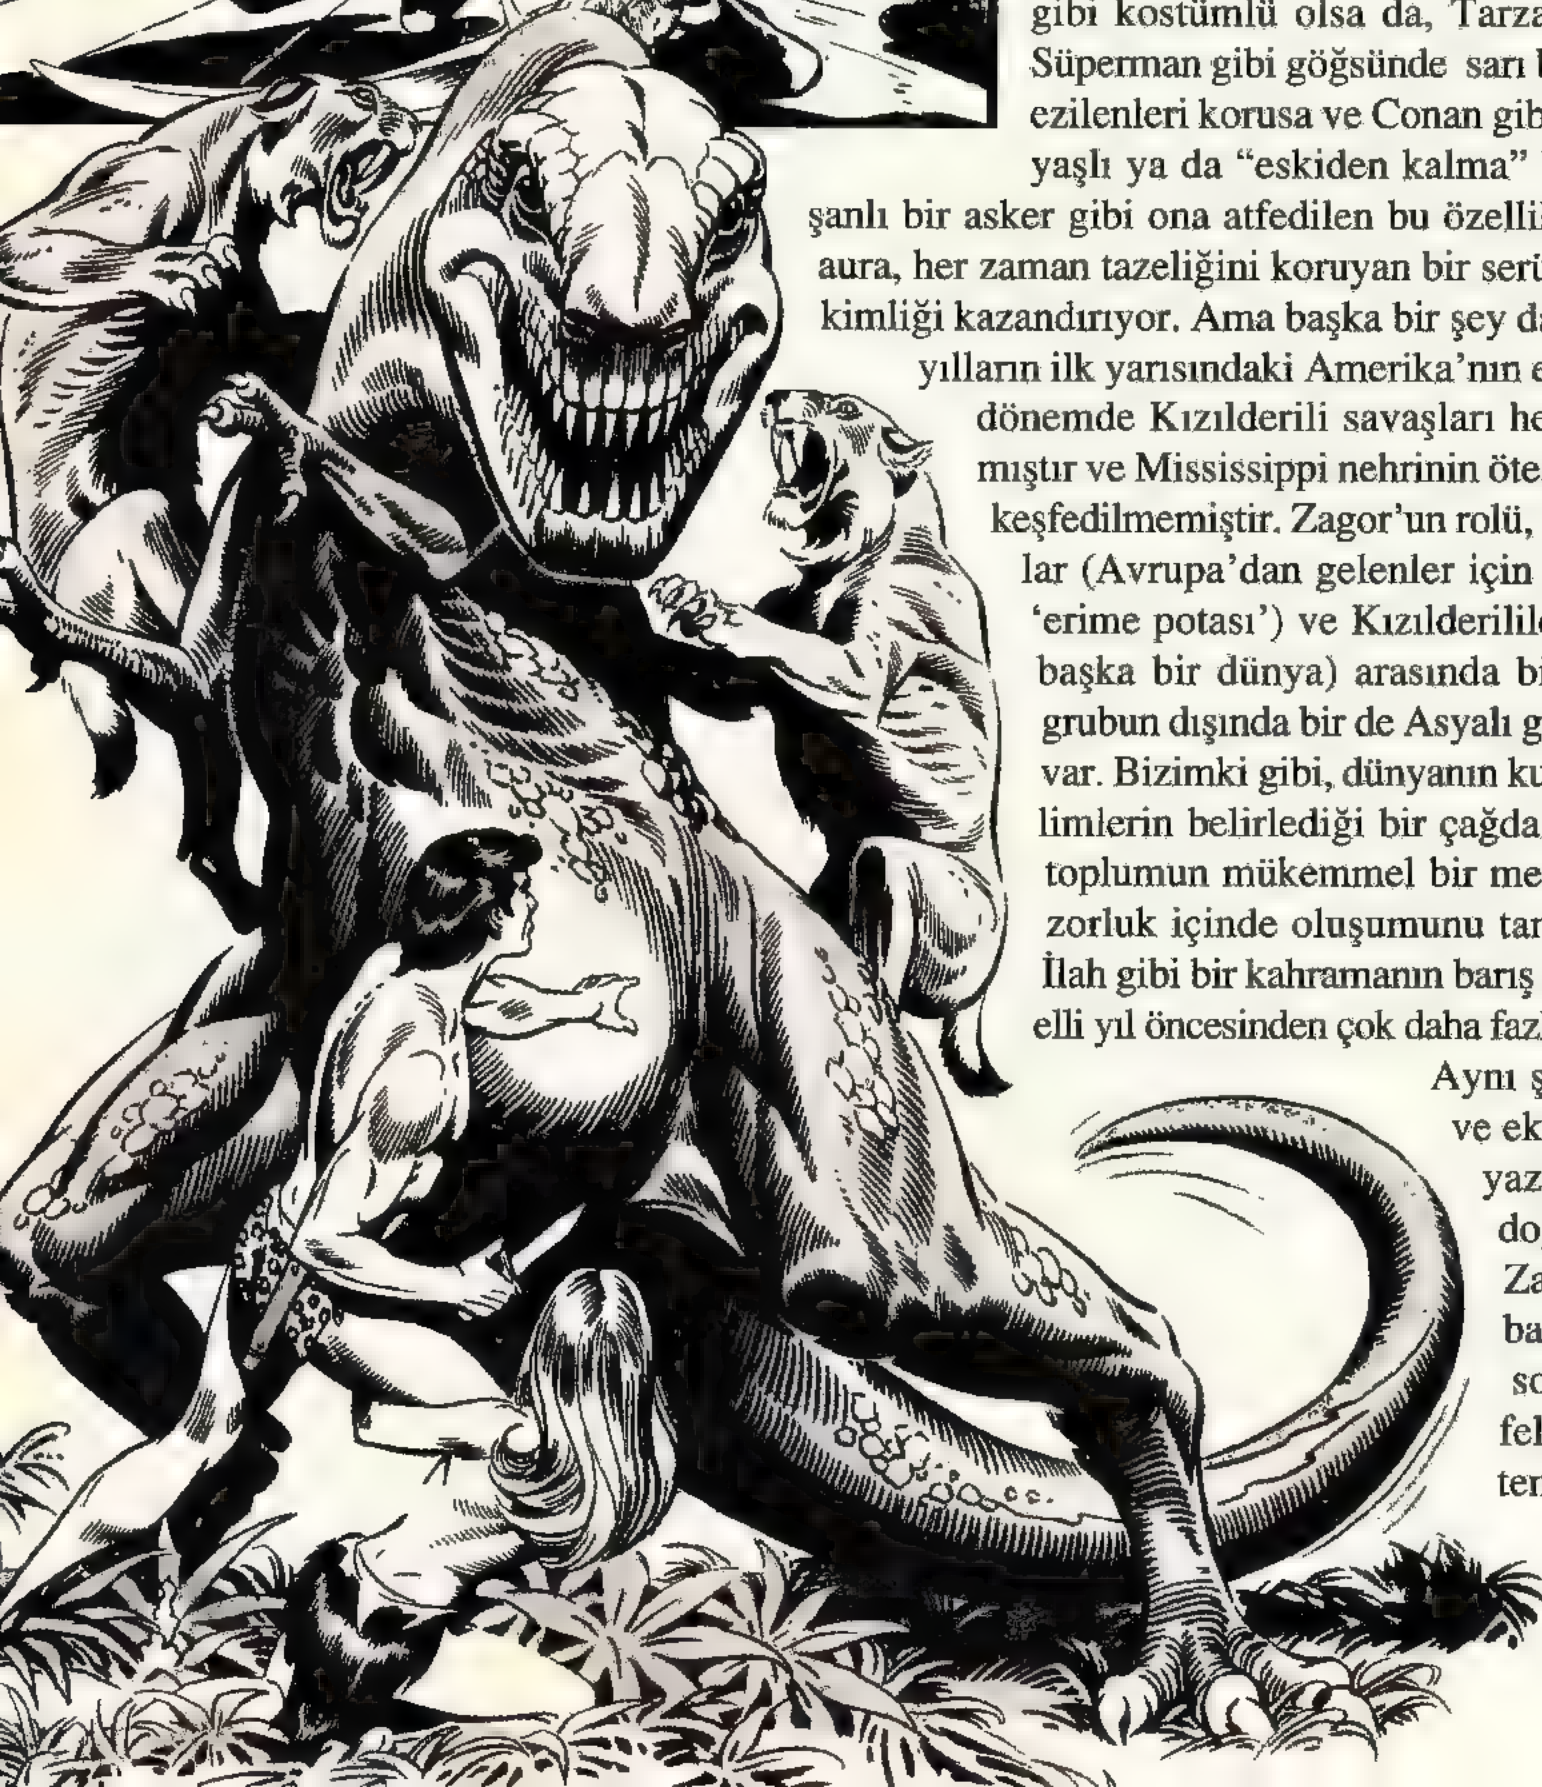 gibi kostümlü olsa da, Tarza
Süperman gibi göğsünde sarı b
ezilenleri korusa ve Conan gib
yaşlı ya da “eskiden kalma”
şanlı bir asker gibi ona atfedilen bu özelli
aura, her zaman tazeliğini koruyan bir serü
kimliği kazandırıyor. Ama başka bir şey da
yılların ilk yarısındaki Amerika’nın e
dönemde Kızılderili savaşları he
mıştır ve Mississippi nehrinin öte
keşfedilmemiştir. Zagor’un rolü,
lar (Avrupa’dan gelenler için
‘erime potası’) ve Kızılderilile
başka bir dünya) arasında bi
grubun dışında bir de Asyalı g
var. Bizimki gibi, dünyanın ku
limlerin belirlediği bir çağda,
toplumun mükemmel bir me
zorluk içinde oluşumunu tan
İlah gibi bir kahramanın barış
elli yıl öncesinden çok daha fazl
Aynı ş
ve ek
yaz
do
Za
ba
so
fel
ten